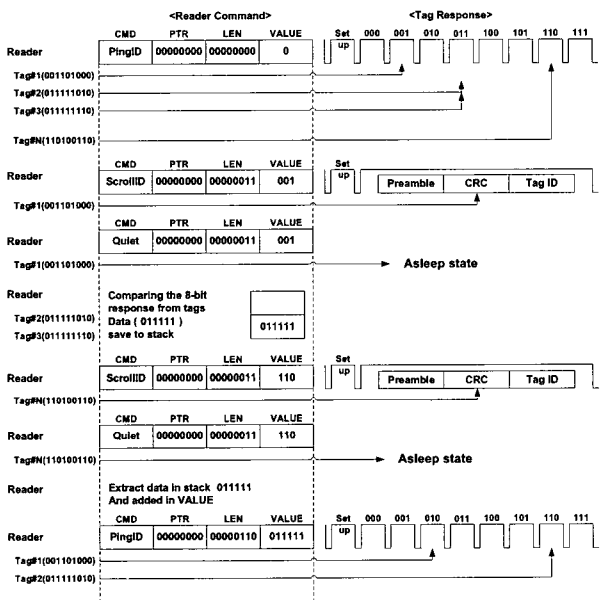 <Reader Command> <Tag Response>
CMD PTR LEN VALUE Set up 000 001 010 011 100 101 110 111
Reader PingID 00000000 00000000 0
Tag#1(001101000)
Tag#2(011111010)
Tag#3(011111110)
Tag#N(110100110)
CMD PTR LEN VALUE Set up
Reader ScrollID 00000000 00000011 001 Preamble CRC Tag ID
Tag#1(001101000)
CMD PTR LEN VALUE
Reader Quiet 00000000 00000011 001
Tag#1(001101000) Asleep state
Reader Comparing the 8-bit
response from tags
Tag#2(011111010) Data ( 011111 ) 011111
Tag#3(011111110) save to stack
CMD PTR LEN VALUE Set up
Reader ScrollID 00000000 00000011 110 Preamble CRC Tag ID
Tag#N(110100110)
CMD PTR LEN VALUE
Reader Quiet 00000000 00000011 110
Tag#N(110100110) Asleep state
Reader Extract data in stack 011111
And added in VALUE
CMD PTR LEN VALUE Set up 000 001 010 011 100 101 110 111
Reader PingID 00000000 00000110 011111
Tag#1(001101000)
Tag#2(011111010)